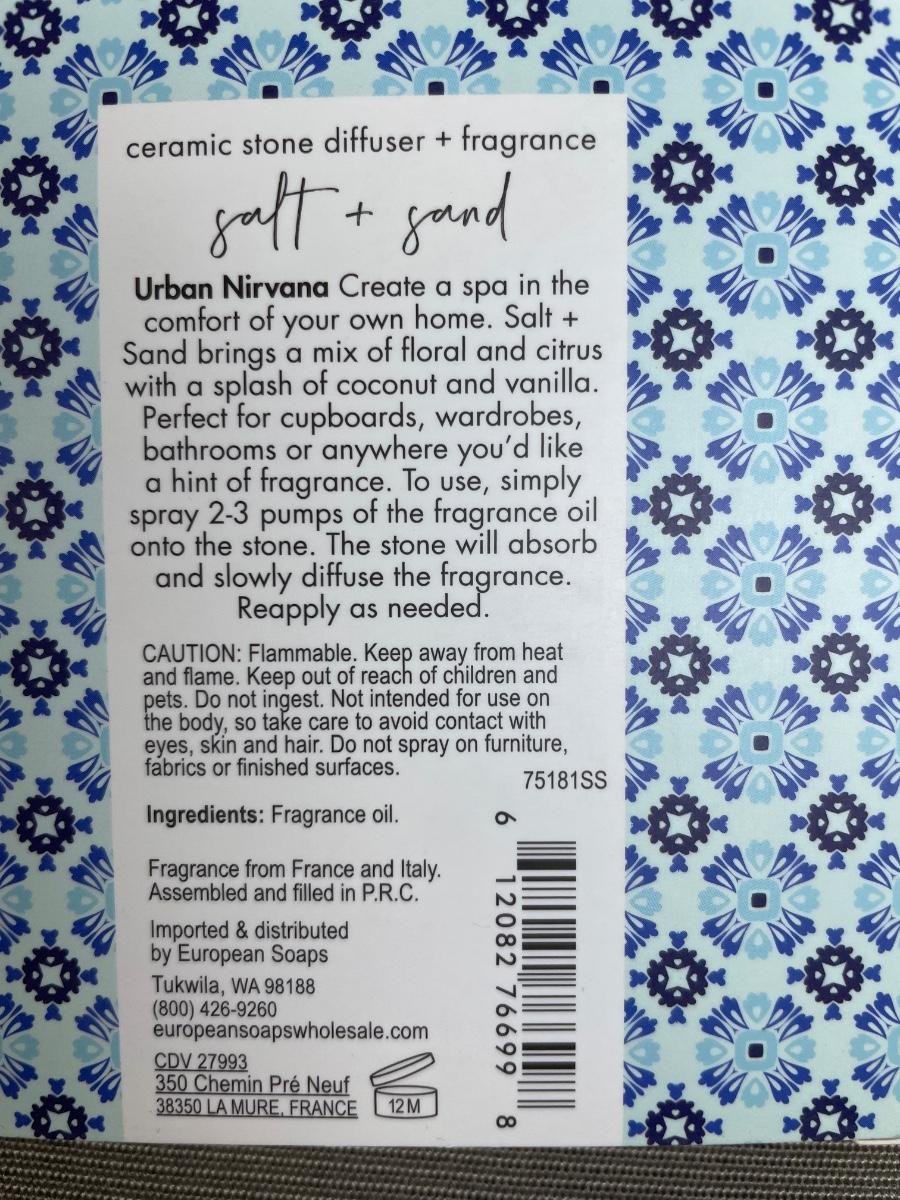 ceramic stone diffuser + fragrance
salt + sand
Urban Nirvana Create a spa in the
comfort of your own home. Salt +
Sand brings a mix of floral and citrus
with a splash of coconut and vanilla.
Perfect for cupboards, wardrobes,
bathrooms or anywhere you'd like
a hint of fragrance. To use, simply
spray 2-3 pumps of the fragrance oil
onto the stone. The stone will absorb
and slowly diffuse the fragrance.
Reapply as needed.
CAUTION: Flammable. Keep away from heat
and flame. Keep out of reach of children and
pets. Do not ingest. Not intended for use on
the body, so take care to avoid contact with
eyes, skin and hair. Do not spray on furniture,
fabrics or finished surfaces.
75181SS
Ingredients: Fragrance oil.
Fragrance from France and Italy.
Assembled and filled in P.R.C.
Imported & distributed
by European Soaps
Tukwila, WA 98188
(800) 426-9260
europeansoapswholesale.com
CDV 27993
350 Chemin Pré Neuf
38350 LA MURE, FRANCE
12M
6 12082 76699 8